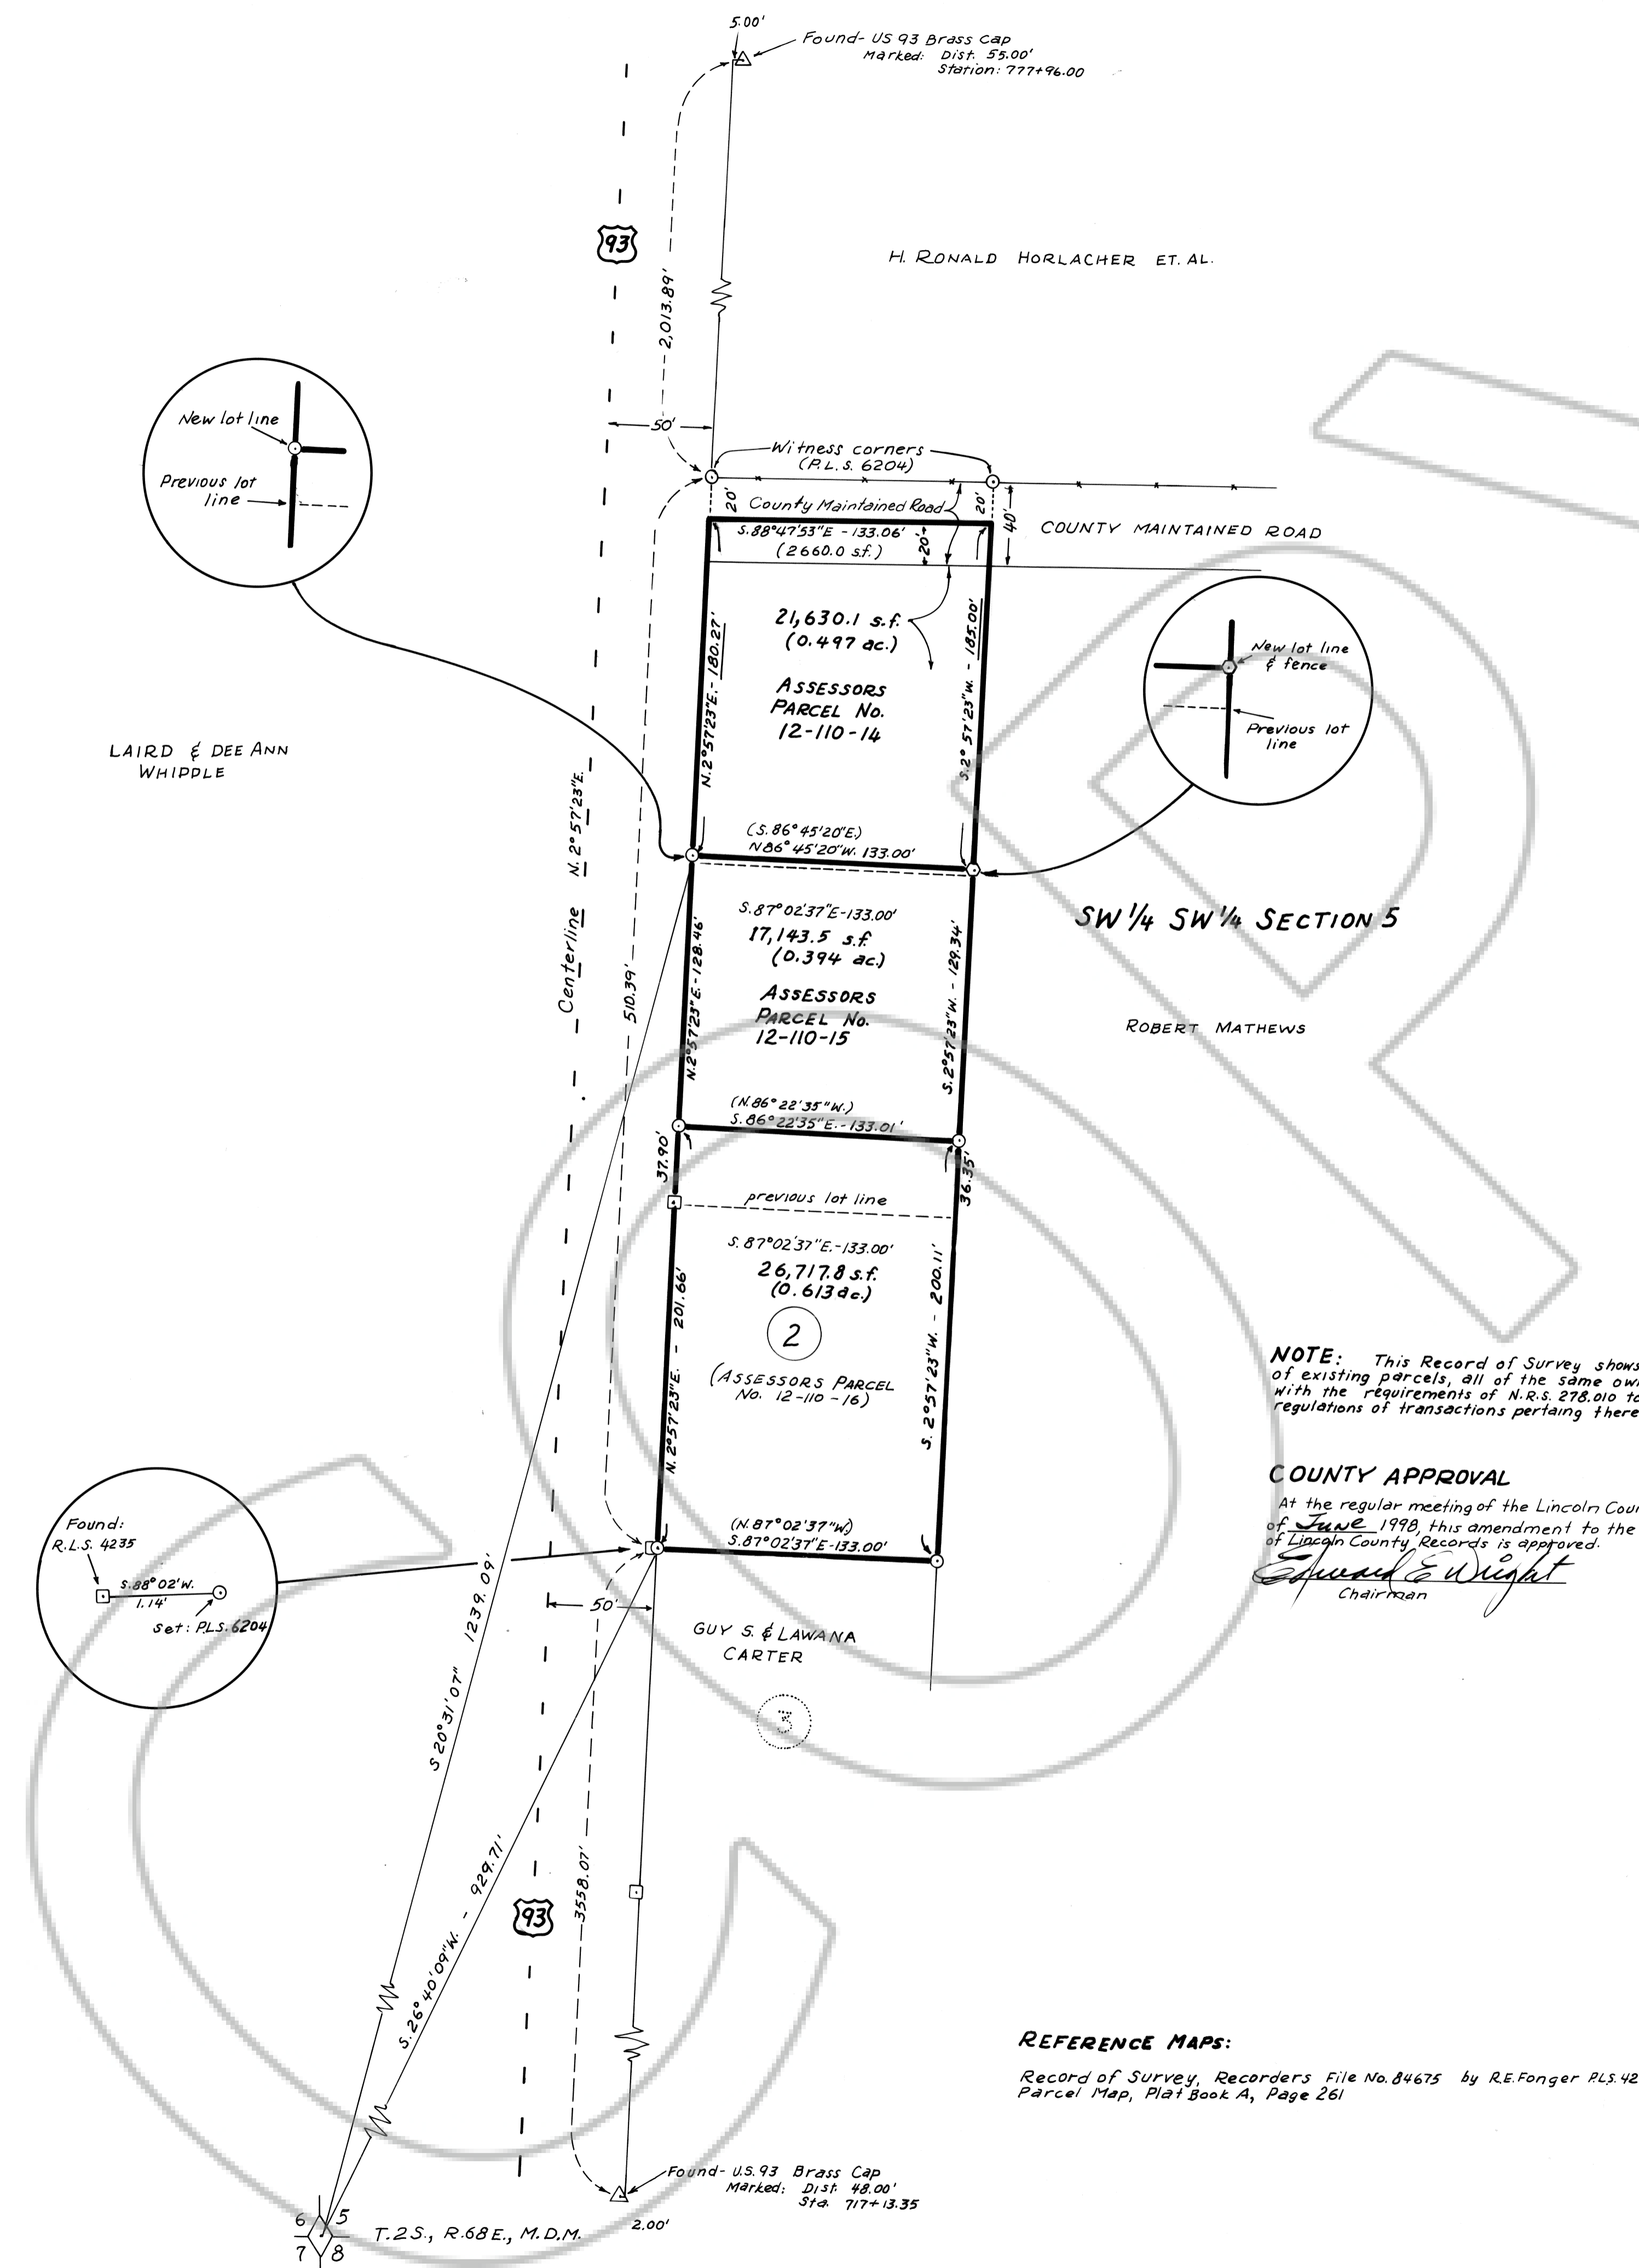 5.00'
Found- US 93 Brass Cap
Marked: Dist. 55.00'
Station: 777+96.00
93
H. RONALD HORLACHER ET. AL.
2,013.89'
New lot line
Previous lot
line
50'
Witness corners
(P.L.S. 6204)
20'
County Maintained Road
20'
40'
COUNTY MAINTAINED ROAD
S.88°47'53"E -133.06'
(2660.0 s.f.)
20'
21,630.1 s.f.
(0.497 ac.)
N.2°57'23"E.- 180.27'
S.2°57'23"W. - 185.00'
ASSESSORS
PARCEL No.
12-110-14
New lot line
& fence
Previous lot
line
LAIRD & DEE ANN
WHIPPLE
Centerline N.2°57'23"E.
(S.86°45'20"E.)
N86°45'20"W. 133.00'
S.87°02'37"E-133.00'
17,143.5 s.f.
(0.394 ac.)
SW 1/4 SW 1/4 SECTION 5
510.39'
N.2°57'23"E.-128.46'
S.2°57'23"W. - 129.34'
ASSESSORS
PARCEL No.
12-110-15
ROBERT MATHEWS
(N.86°22'35"W.)
S.86°22'35"E.-133.01'
37.90'
36.35'
previous lot line
S.87°02'37"E.-133.00'
26,717.8 s.f.
(0.613 ac.)
2
N.2°57'23"E. - 201.66'
S.2°57'23"W. - 200.11'
(ASSESSORS PARCEL
No. 12-110-16)
NOTE: This Record of Survey shows
of existing parcels, all of the same own
with the requirements of N.R.S. 278.010 to
regulations of transactions pertaing there
COUNTY APPROVAL
At the regular meeting of the Lincoln Cou
of June 1998, this amendment to the
of Lincoln County Records is approved.
Edward E Wright
Chairman
Found:
R.L.S. 4235
S.88°02'W.
1.14'
Set: P.L.S. 6204
(N.87°02'37"W.)
S.87°02'37"E-133.00'
50'
GUY S. & LAWANA
CARTER
3
S 20°31'07" 1239.09'
S.26°40'09"W. - 929.71'
93
3558.07'
REFERENCE MAPS:
Record of Survey, Recorders File No. 84675 by R.E. Fonger P.L.S. 42
Parcel Map, Plat Book A, Page 261
Found- U.S. 93 Brass Cap
Marked: Dist. 48.00'
Sta. 717+13.35
2.00'
6 5
7 8
T.2S., R.68E., M.D.M.